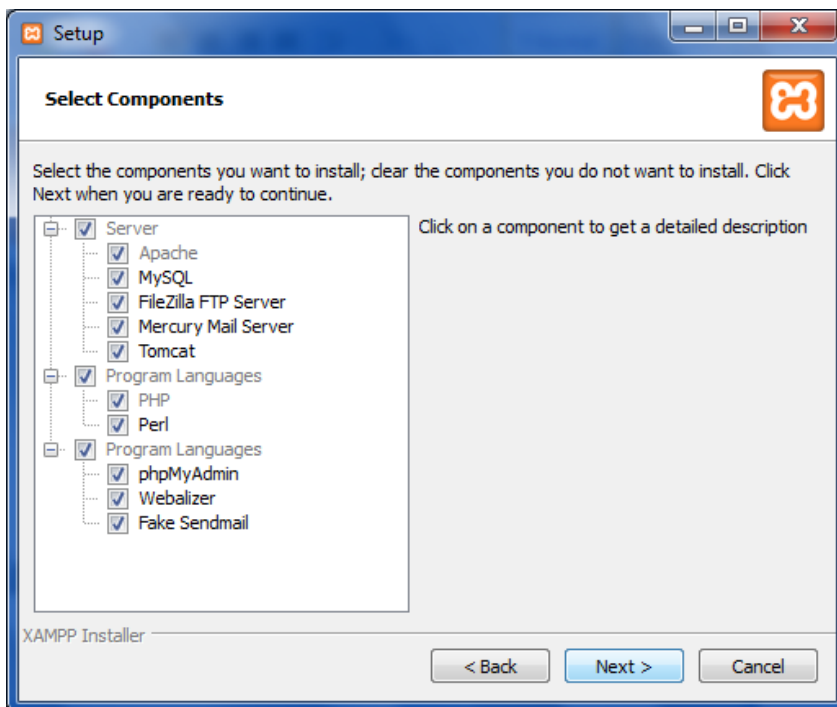 Setup
Select Components
Select the components you want to install; clear the components you do not want to install. Click
Next when you are ready to continue.
Server
Apache
MySQL
FileZilla FTP Server
Mercury Mail Server
Tomcat
Program Languages
PHP
Perl
Program Languages
phpMyAdmin
Webalizer
Fake Sendmail
Click on a component to get a detailed description
XAMPP Installer
< Back
Next >
Cancel